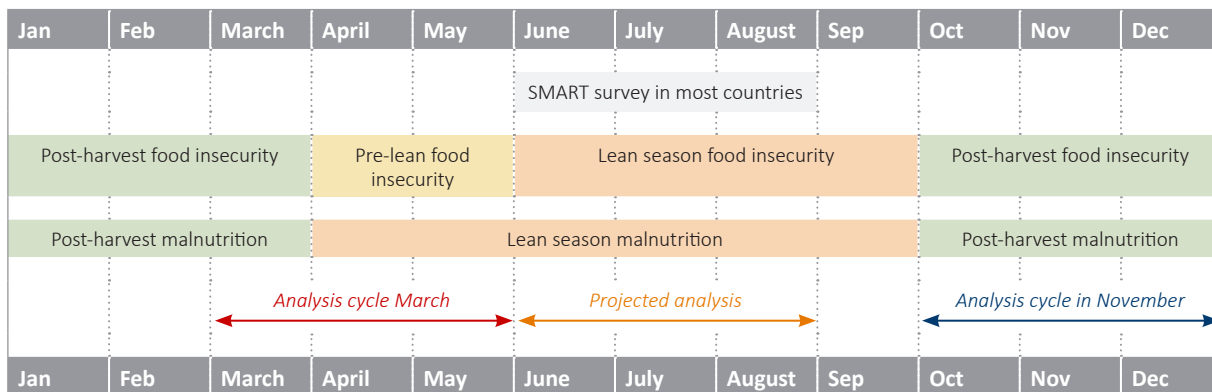 Jan Feb March April May June July August Sep Oct Nov Dec
SMART survey in most countries
Post-harvest food insecurity
Pre-lean food
insecurity
Lean season food insecurity
Post-harvest food insecurity
Post-harvest malnutrition
Lean season malnutrition
Post-harvest malnutrition
Analysis cycle March
Projected analysis
Analysis cycle in November
Jan Feb March April May June July August Sep Oct Nov Dec